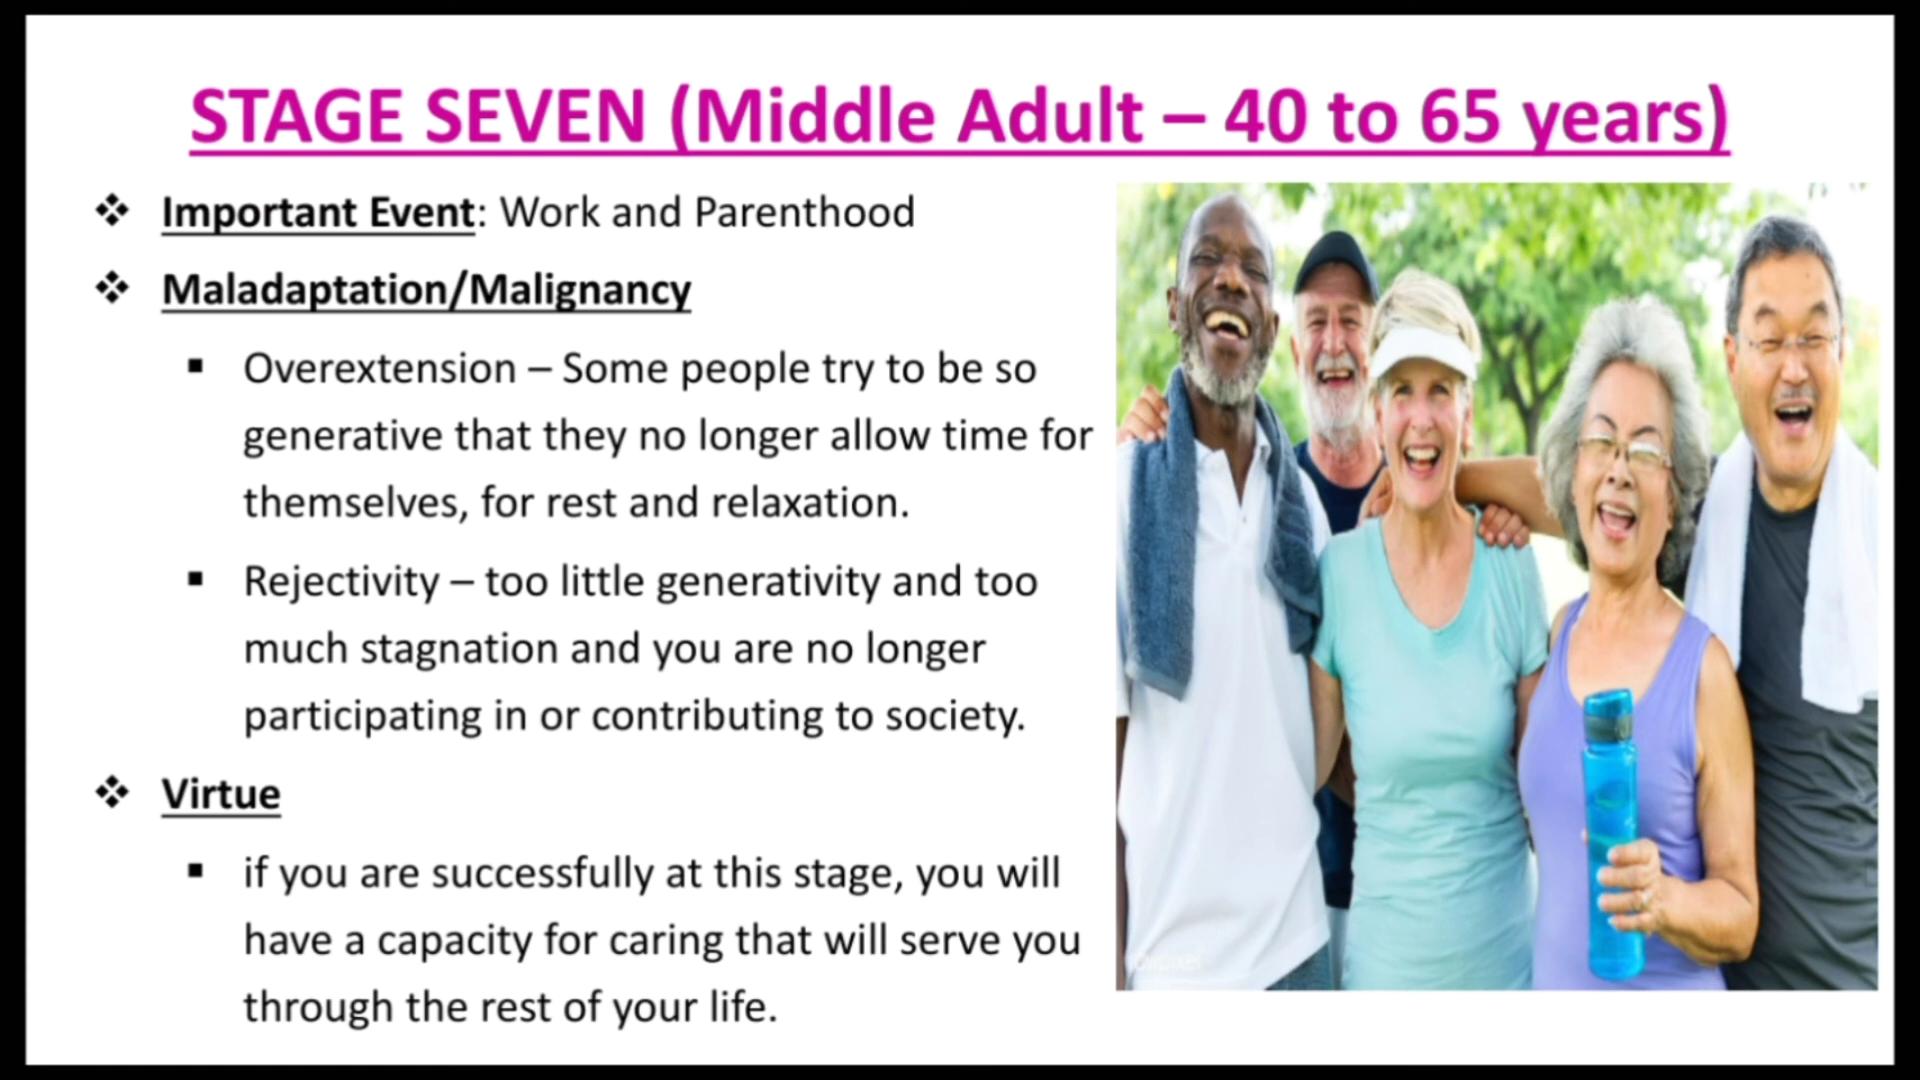 STAGE SEVEN (Middle Adult – 40 to 65 years)
❖ Important Event: Work and Parenthood
❖ Maladaptation/Malignancy
▪ Overextension – Some people try to be so
generative that they no longer allow time for
themselves, for rest and relaxation.
▪ Rejectivity – too little generativity and too
much stagnation and you are no longer
participating in or contributing to society.
❖ Virtue
▪ if you are successfully at this stage, you will
have a capacity for caring that will serve you
through the rest of your life.